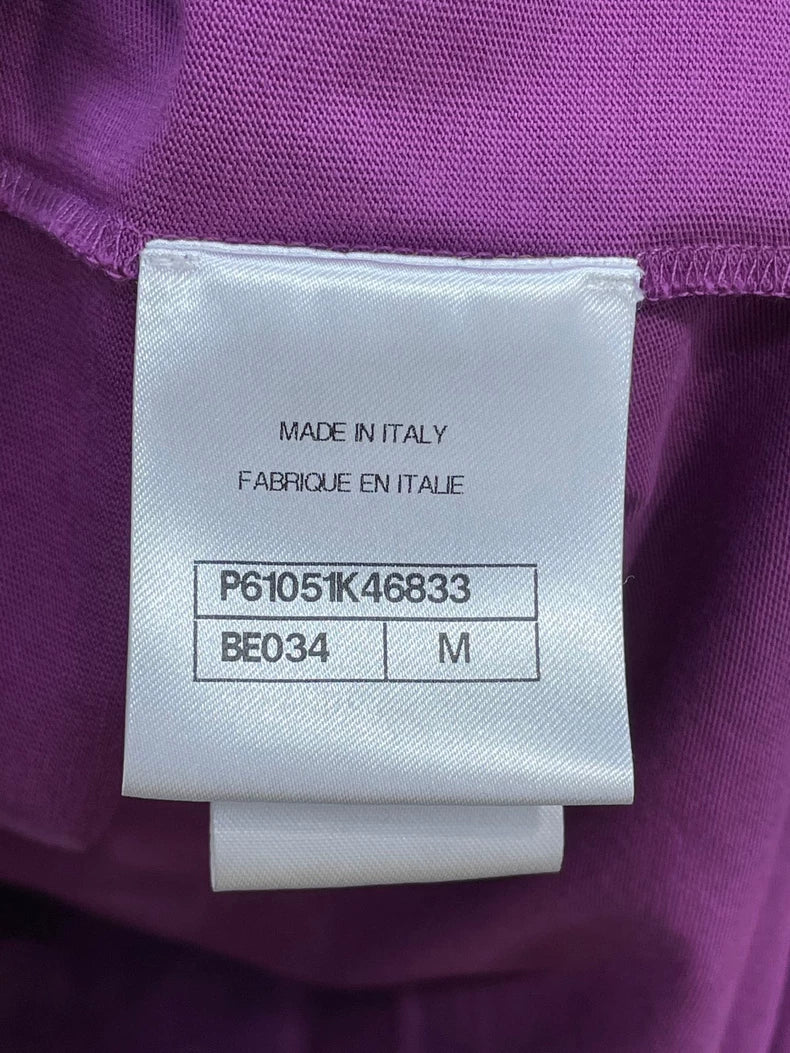 MADE IN ITALY
FABRIQUE EN ITALIE
P61051K46833
BE034 M